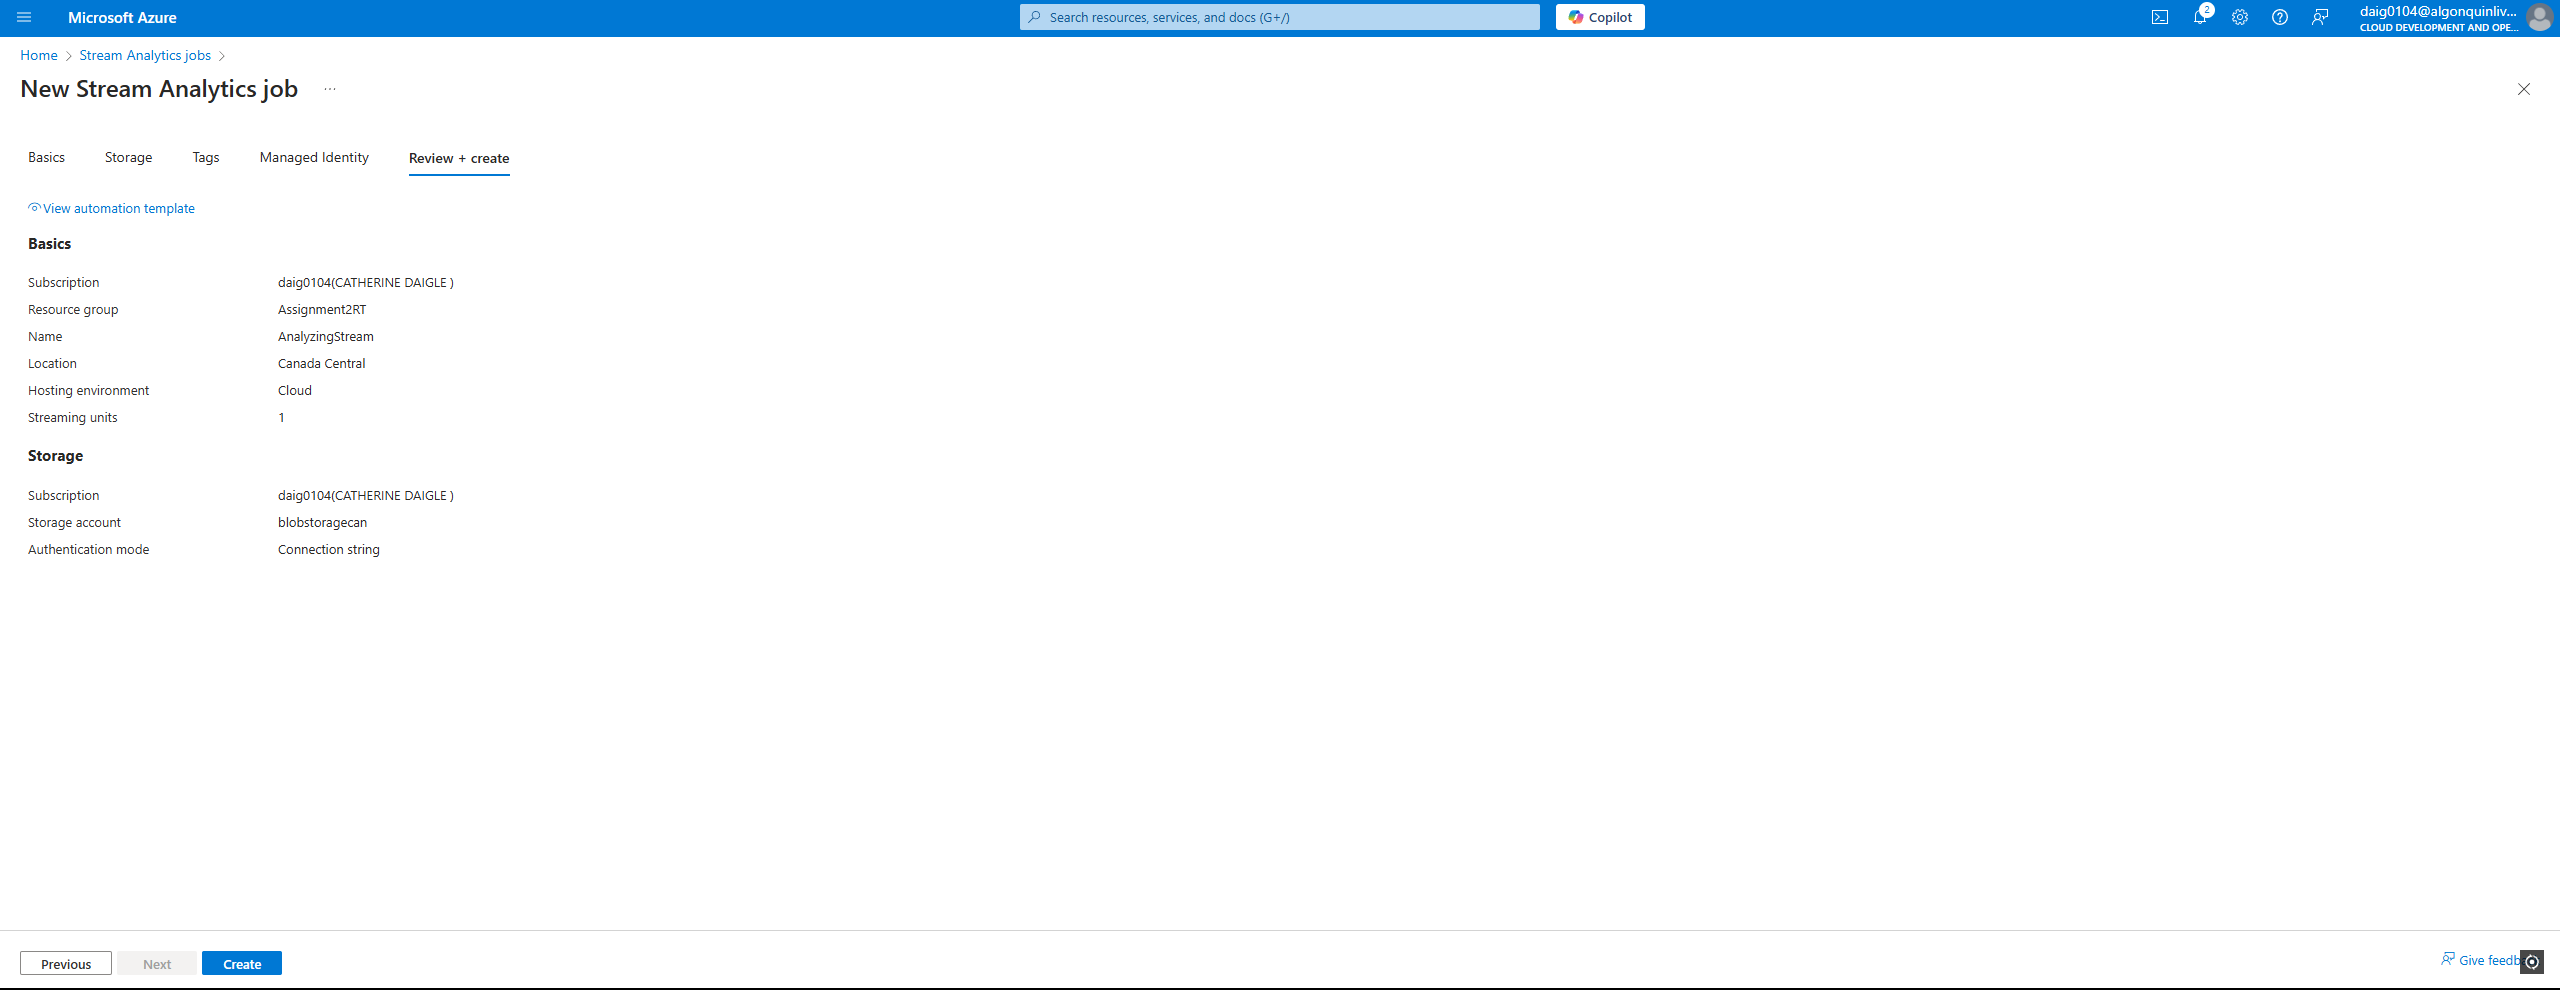 Microsoft Azure
Search resources, services, and docs (G+/)
Copilot
2
daig0104@algonquinliv...
CLOUD DEVELOPMENT AND OPE...
Home > Stream Analytics jobs >
New Stream Analytics job ...
Basics Storage Tags Managed Identity Review + create
View automation template
Basics
Subscription daig0104(CATHERINE DAIGLE )
Resource group Assignment2RT
Name AnalyzingStream
Location Canada Central
Hosting environment Cloud
Streaming units 1
Storage
Subscription daig0104(CATHERINE DAIGLE )
Storage account blobstoragecan
Authentication mode Connection string
Previous Next Create
Give